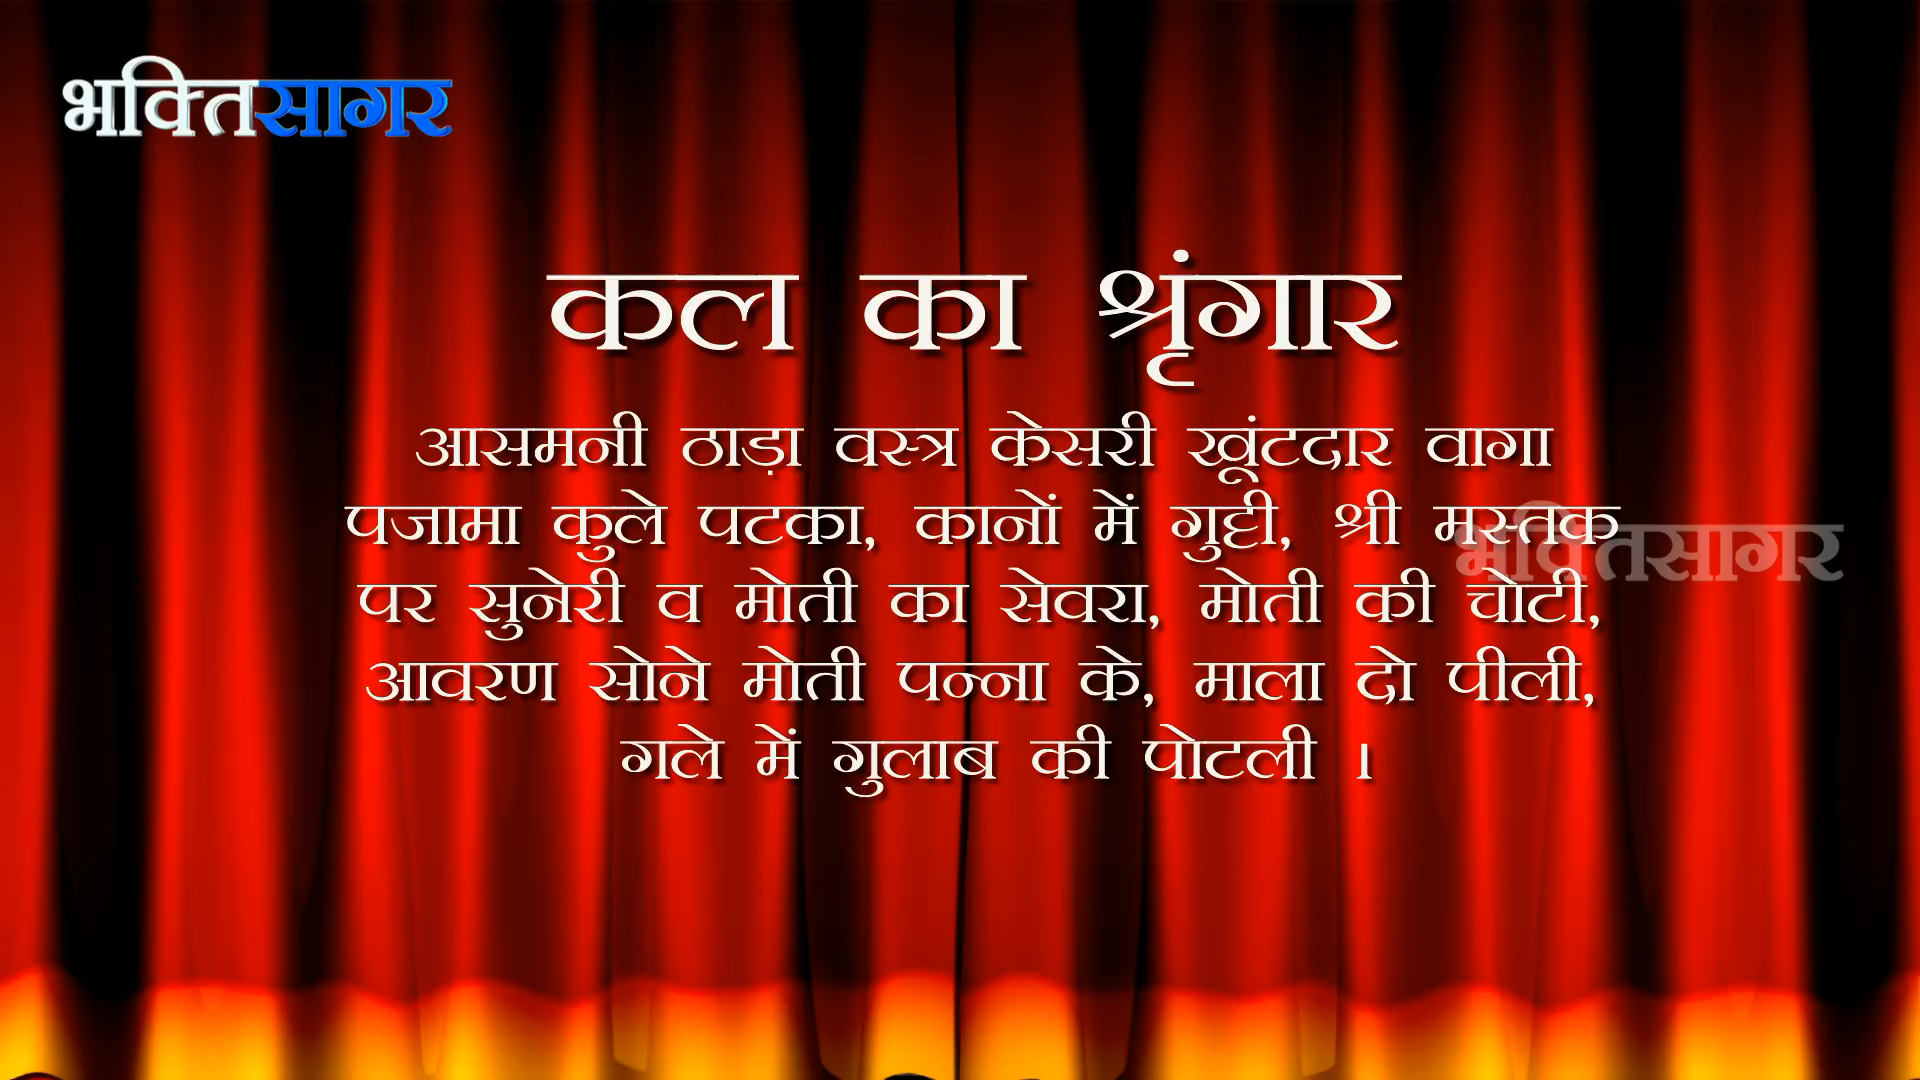 भक्तिसागर
कल का श्रृंगार
आसमनी ठाड़ा वस्त्र केसरी खूंटदार वागा
पजामा कुले पटका, कानों में गुट्टी, श्री मस्तक
भक्तिसागर
पर सुनेरी व मोती का सेवरा, मोती की चोटी,
आवरण सोने मोती पन्ना के, माला दो पीली,
गले में गुलाब की पोटली ।